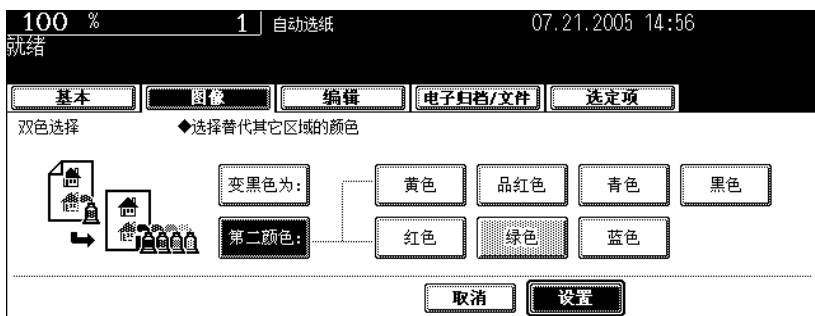 100 % 1 自动选纸 07.21.2005 14:56
就绪
基本 图像 编辑 电子归档/文件 选定项
双色选择 ◆选择替代其它区域的颜色
变黑色为: 黄色 品红色 青色 黑色
第二颜色: 红色 绿色 蓝色
取消 设置